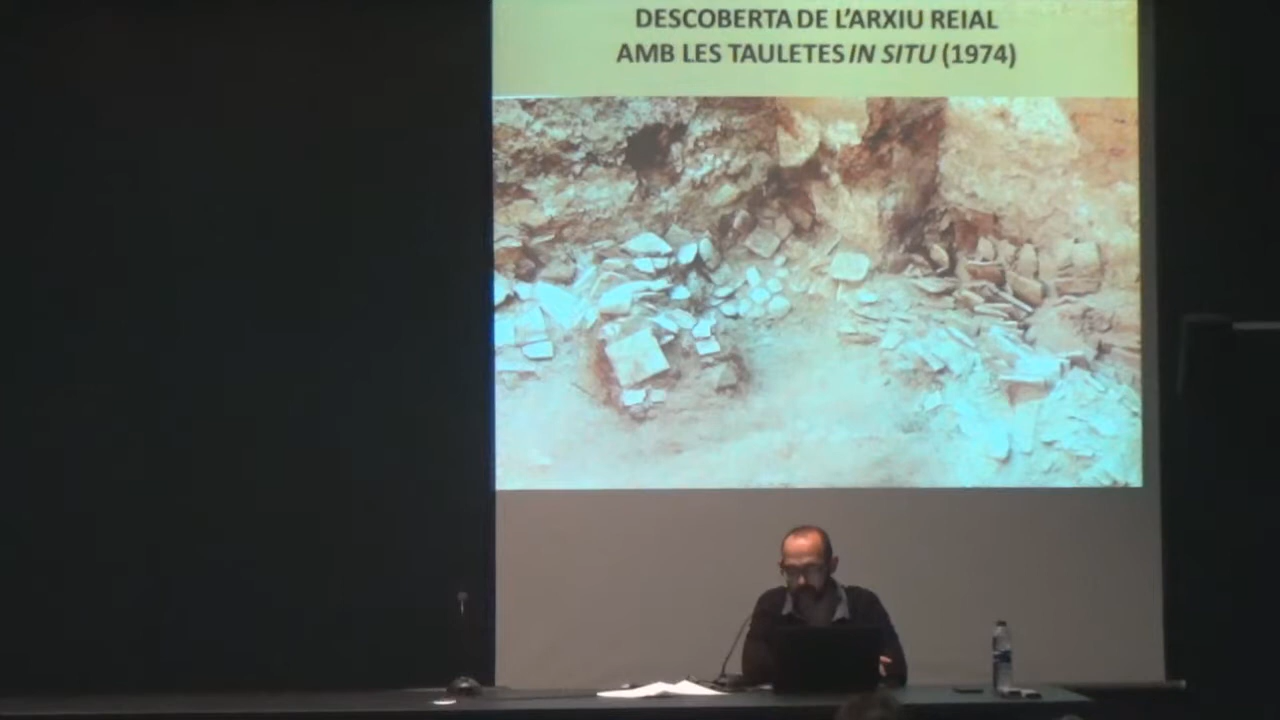 DESCOBERTA DE L'ARXIU REIAL
AMB LES TAULETES IN SITU (1974)